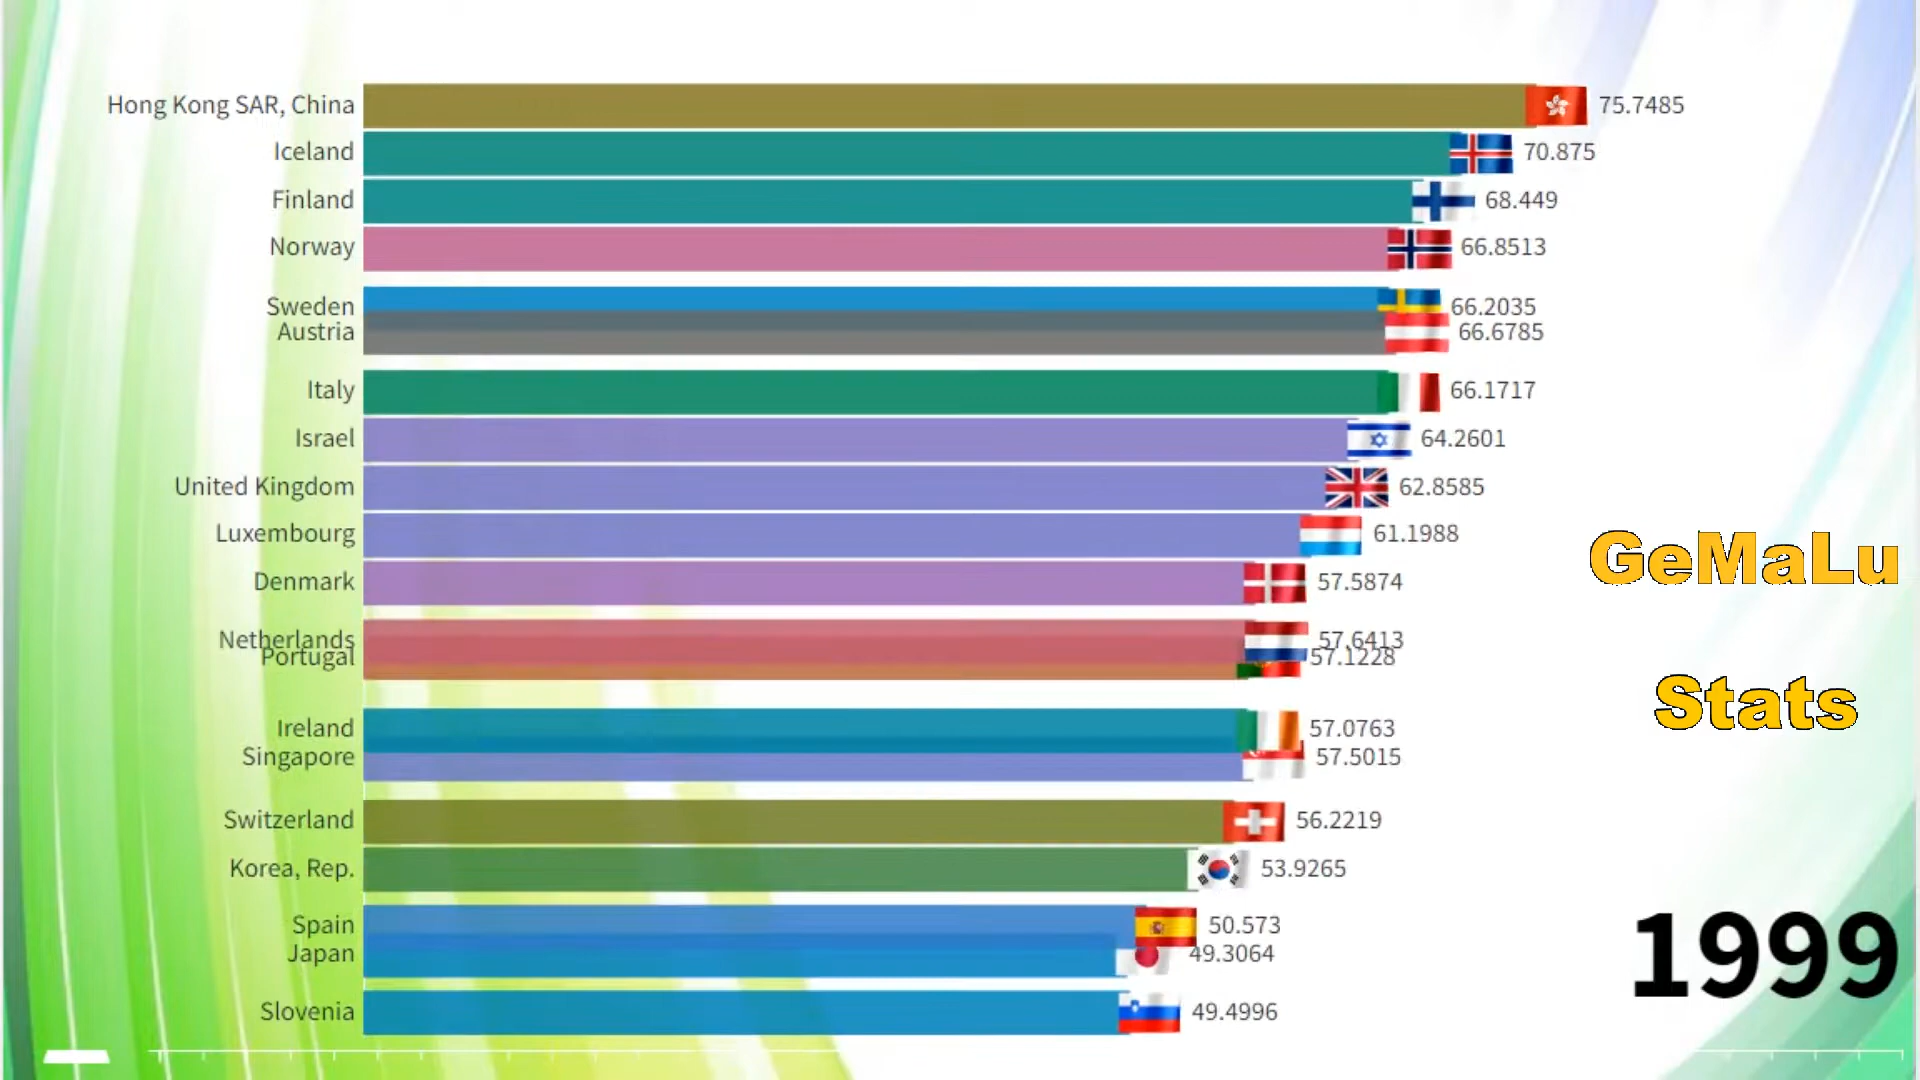 Hong Kong SAR, China 75.7485
Iceland 70.875
Finland 68.449
Norway 66.8513
Sweden 66.2035
Austria 66.6785
Italy 66.1717
Israel 64.2601
United Kingdom 62.8585
Luxembourg 61.1988
Denmark 57.5874
Netherlands 57.6413
Portugal 57.1228
Ireland 57.0763
Singapore 57.5015
Switzerland 56.2219
Korea, Rep. 53.9265
Spain 50.573
Japan 49.3064
Slovenia 49.4996
GeMaLu
Stats
1999